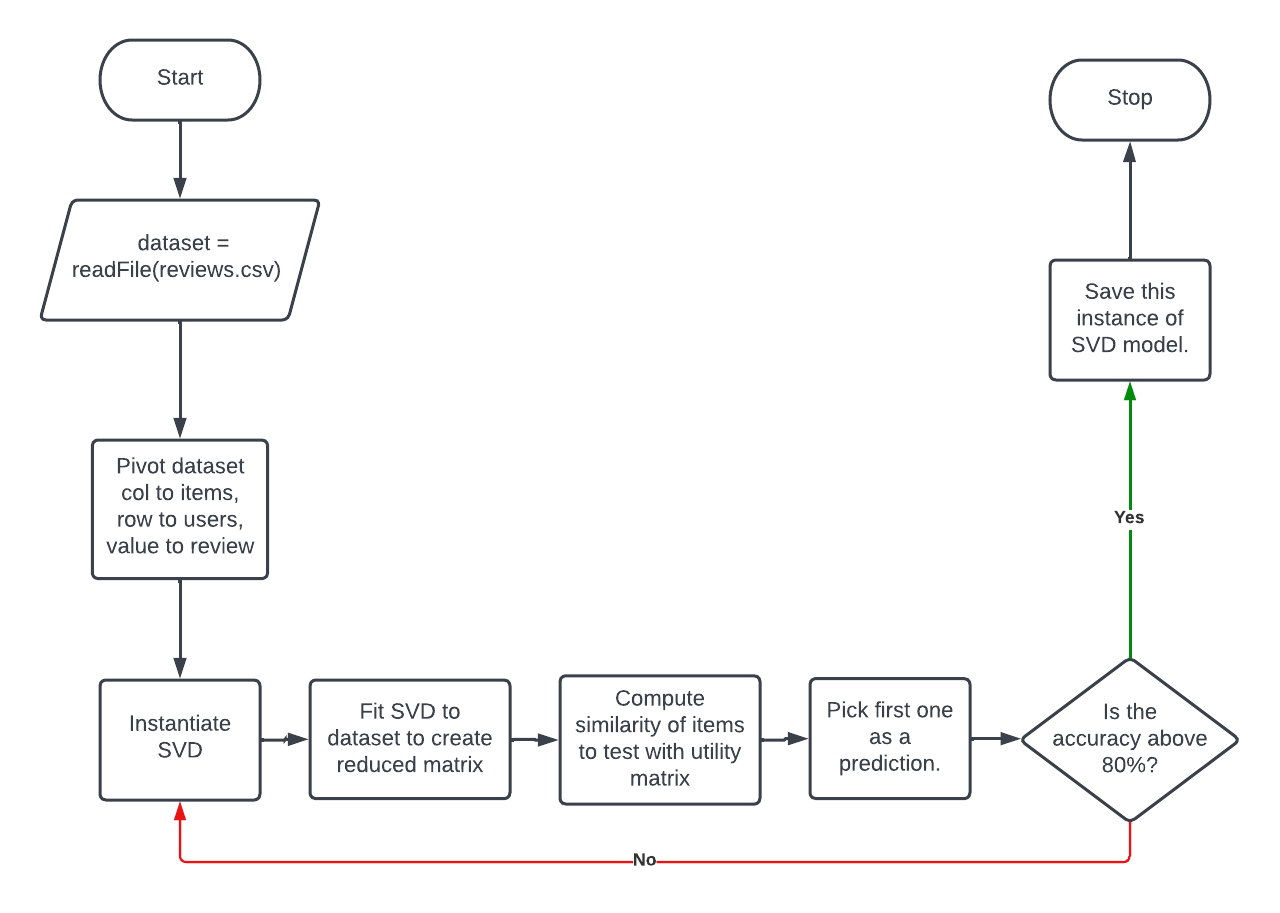 Start
dataset =
readFile(reviews.csv)
Pivot dataset
col to items,
row to users,
value to review
Instantiate
SVD
Fit SVD to
dataset to create
reduced matrix
Compute
similarity of items
to test with utility
matrix
Pick first one
as a
prediction.
Is the
accuracy above
80%?
No
Yes
Save this
instance of
SVD model.
Stop